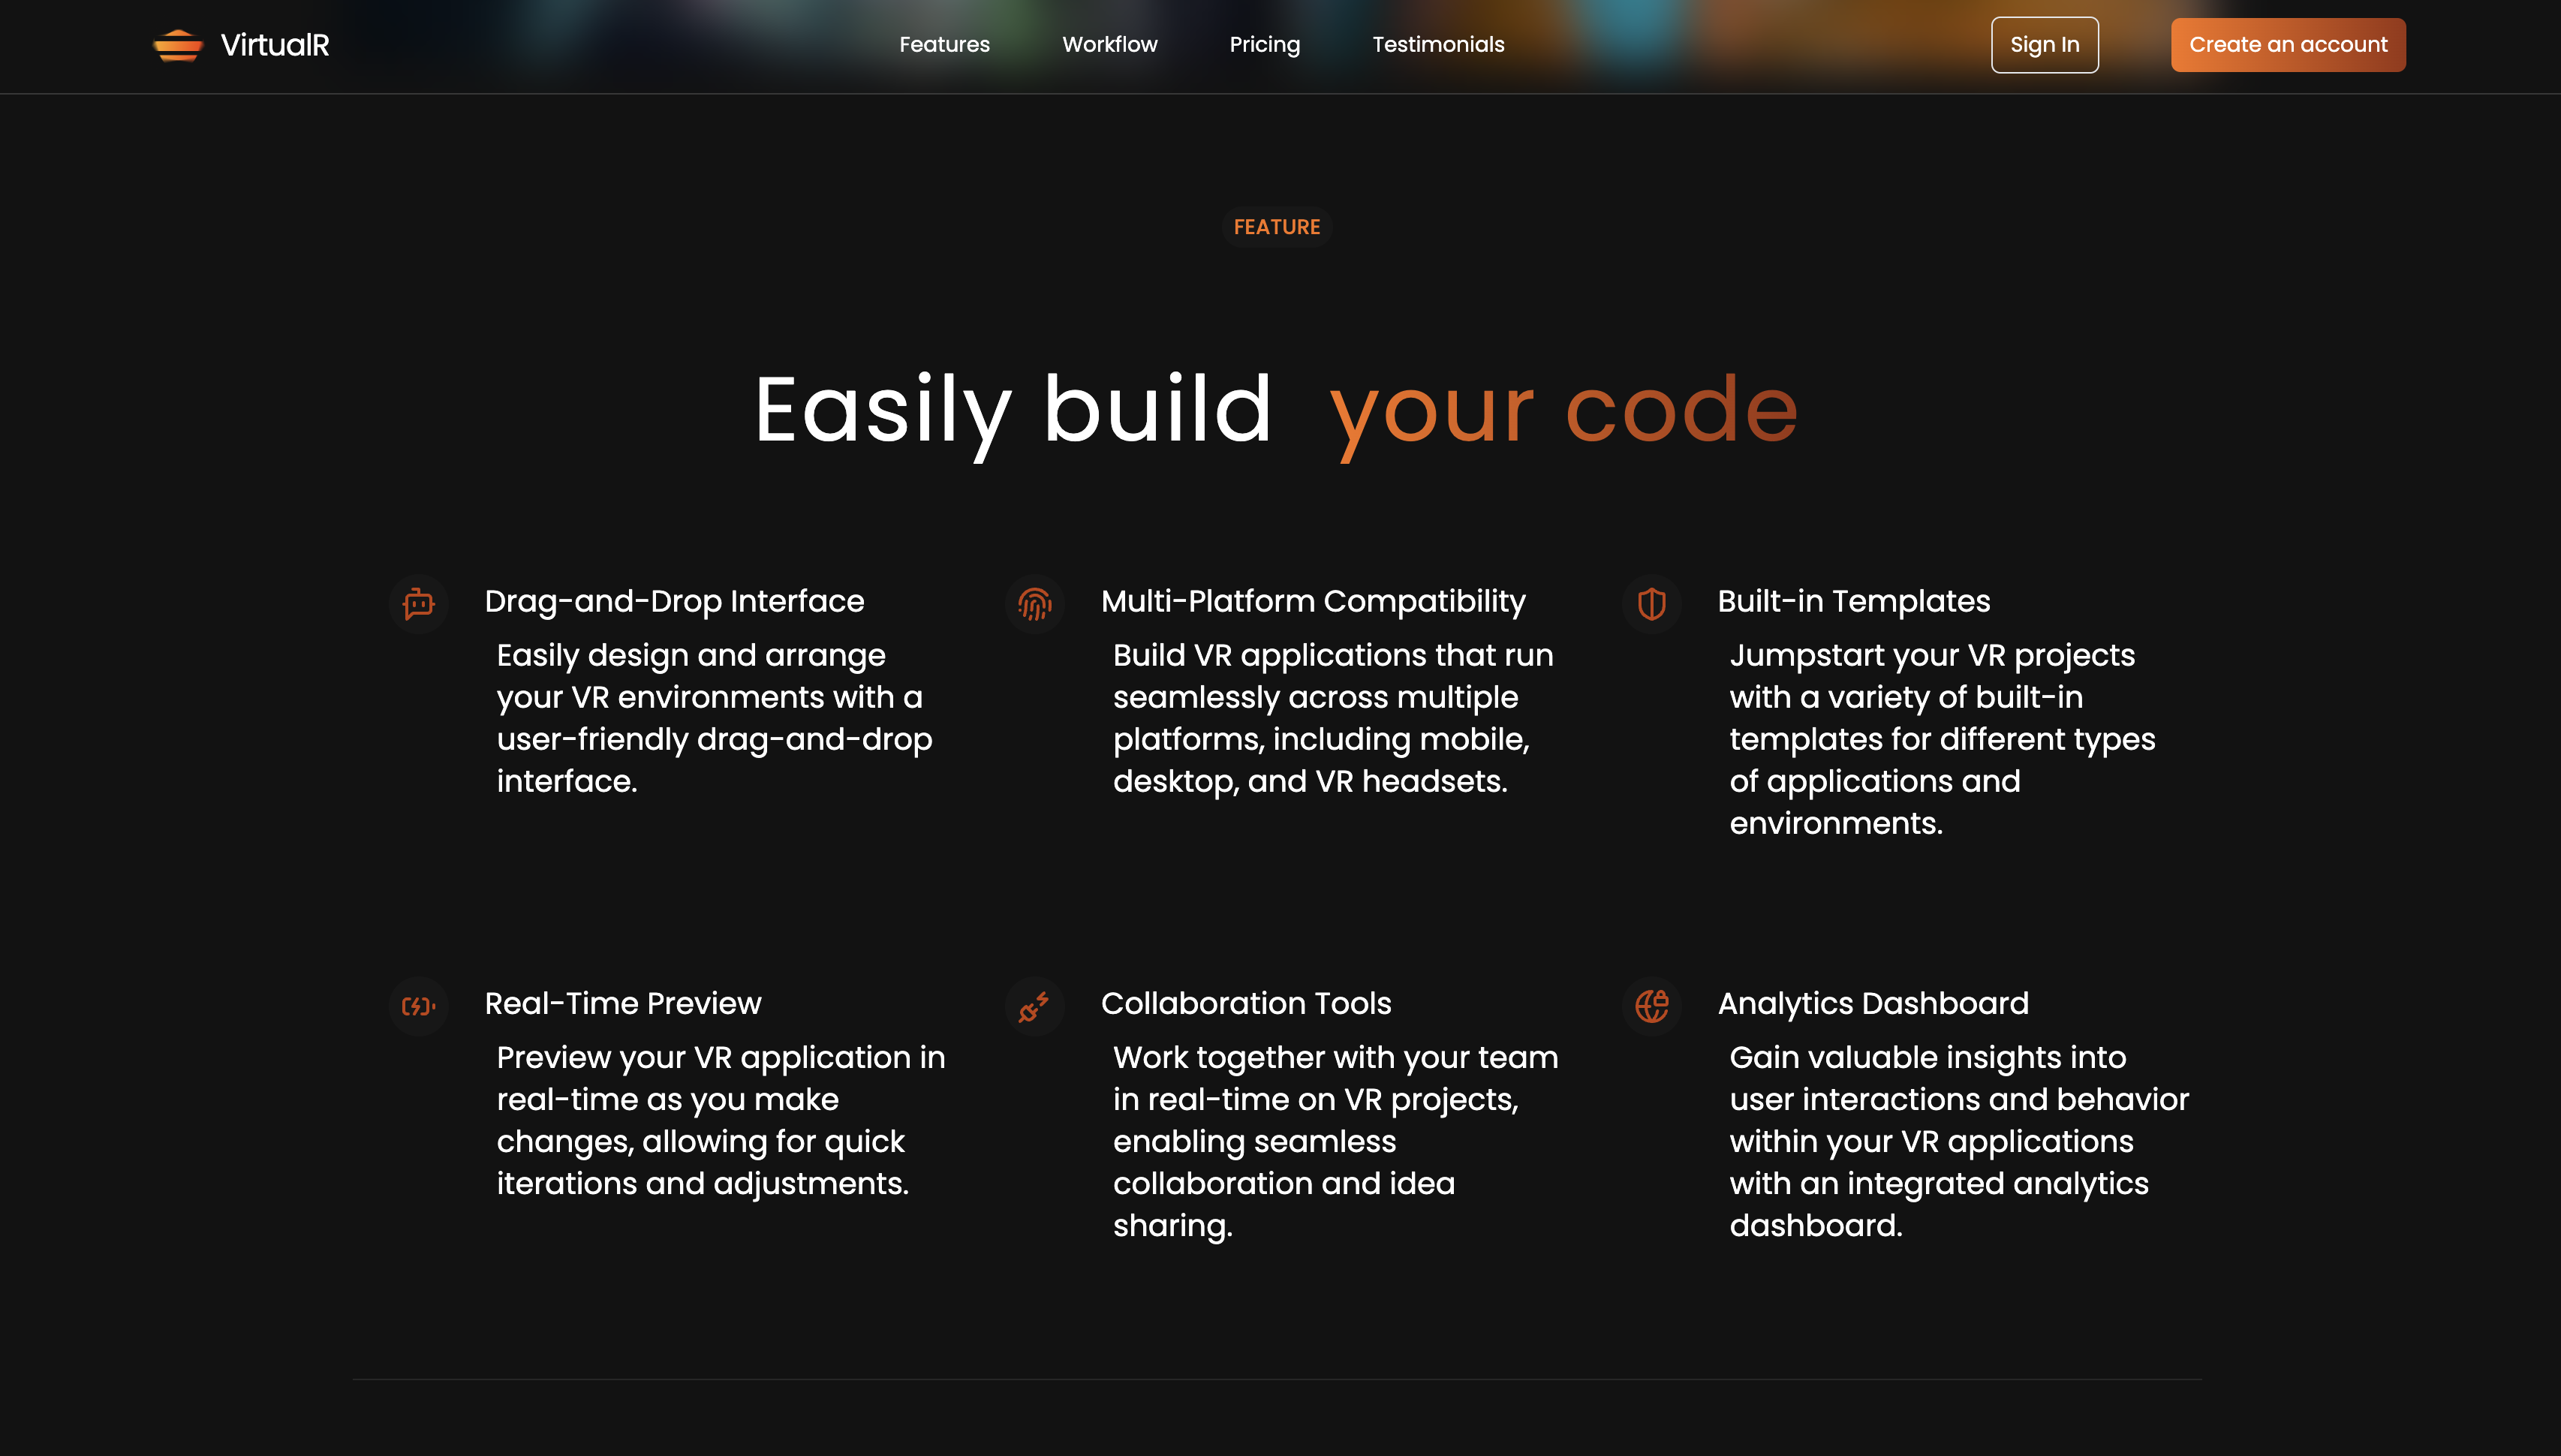 VirtualR
Features
Workflow
Pricing
Testimonials
Sign In
Create an account
FEATURE
Easily build your code
Drag-and-Drop Interface
Easily design and arrange
your VR environments with a
user-friendly drag-and-drop
interface.
Multi-Platform Compatibility
Build VR applications that run
seamlessly across multiple
platforms, including mobile,
desktop, and VR headsets.
Built-in Templates
Jumpstart your VR projects
with a variety of built-in
templates for different types
of applications and
environments.
Real-Time Preview
Preview your VR application in
real-time as you make
changes, allowing for quick
iterations and adjustments.
Collaboration Tools
Work together with your team
in real-time on VR projects,
enabling seamless
collaboration and idea
sharing.
Analytics Dashboard
Gain valuable insights into
user interactions and behavior
within your VR applications
with an integrated analytics
dashboard.